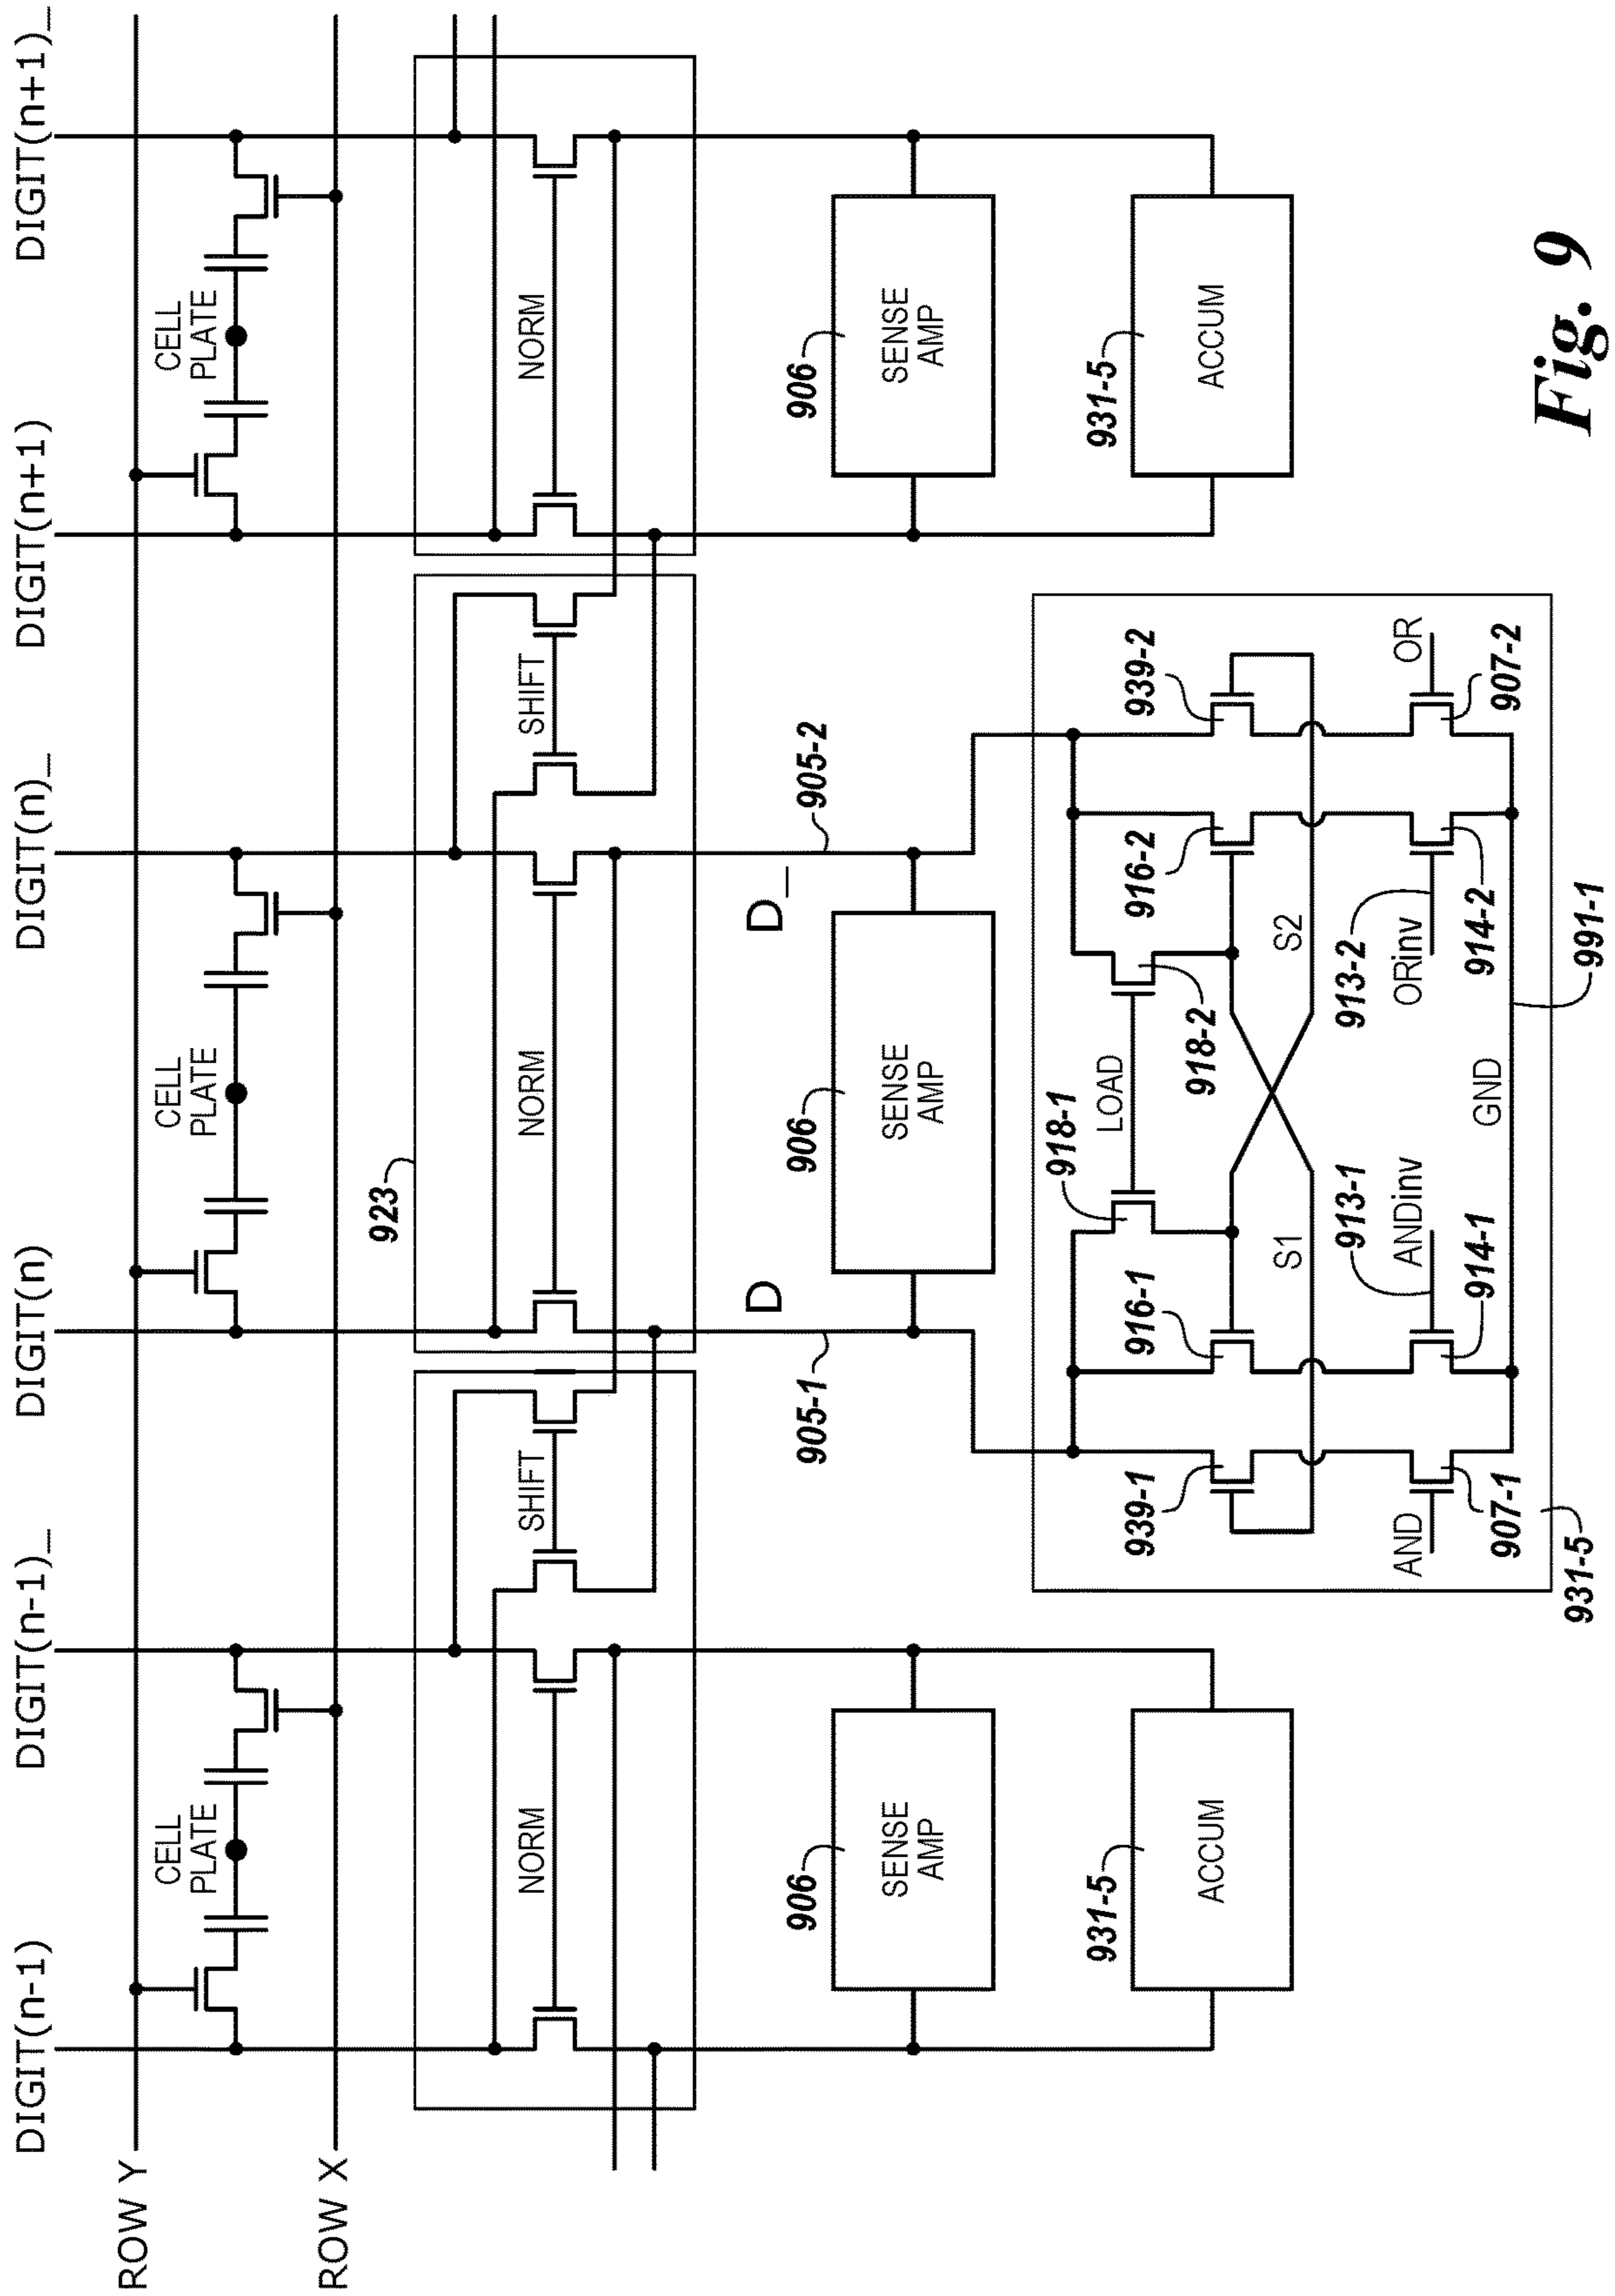 DIGIT(n-1)
DIGIT(n-1)_
DIGIT(n)
DIGIT(n)_
DIGIT(n+1)
DIGIT(n+1)_
ROW Y
CELL
PLATE
CELL
PLATE
CELL
PLATE
ROW X
923
NORM
SHIFT
NORM
SHIFT
NORM
D
D_
906
905-1
906
905-2
906
SENSE
AMP
SENSE
AMP
SENSE
AMP
931-5
918-1
931-5
LOAD
939-1
916-1
918-2
916-2
939-2
ACCUM
ACCUM
S1
S2
913-1
913-2
AND
ANDinv
ORinv
OR
907-1
914-1
GND
914-2
907-2
931-5
991-1
Fig. 9